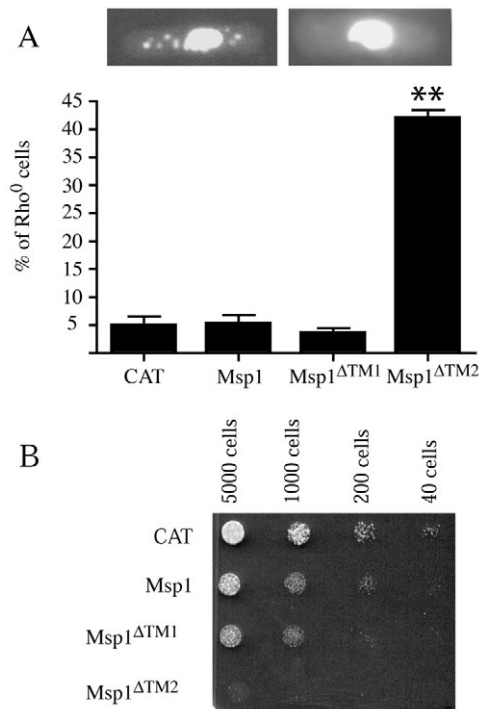 A
% of Rho⁰ cells
**
45
40
35
30
25
20
15
10
5
CAT Msp1 Msp1ΔTM1 Msp1ΔTM2
B
5000 cells 1000 cells 200 cells 40 cells
CAT
Msp1
Msp1ΔTM1
Msp1ΔTM2